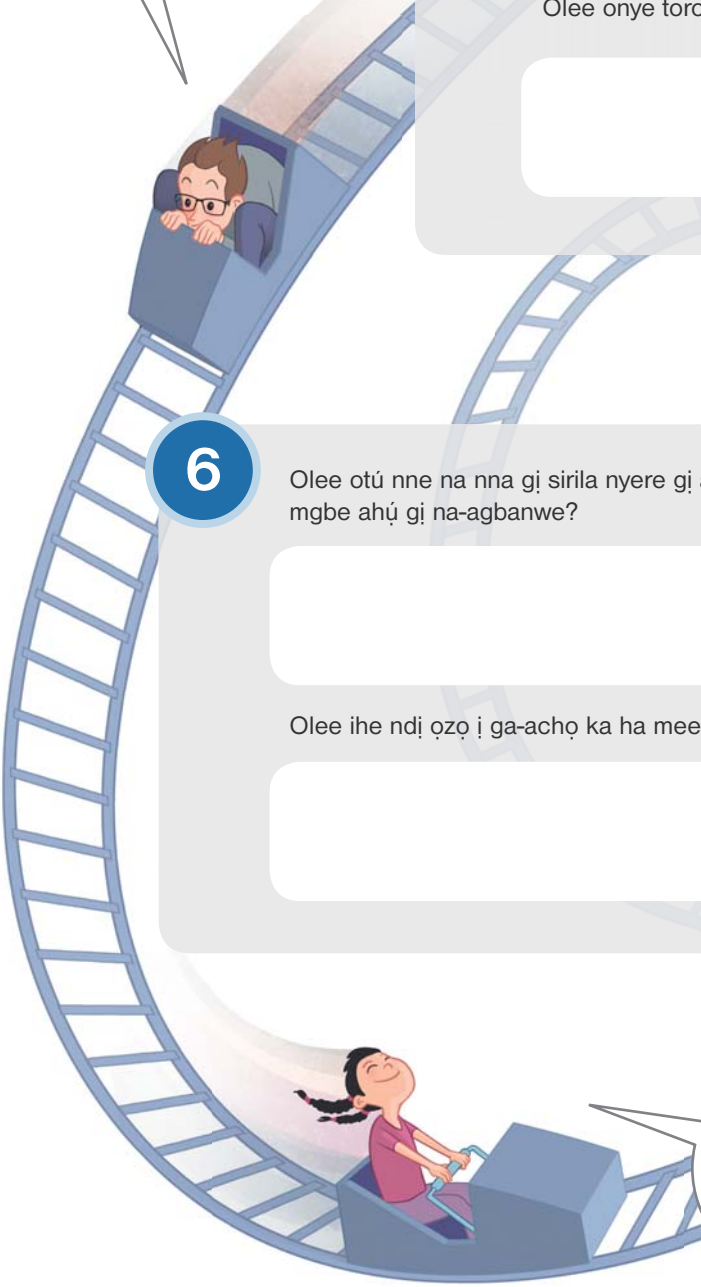 Olee onye
6
Olee otú nne na nna gị sirila nyere gị
mgbe ahụ́ gị na-agbanwe?
Olee ihe ndị ọzọ ị ga-achọ ka ha mee